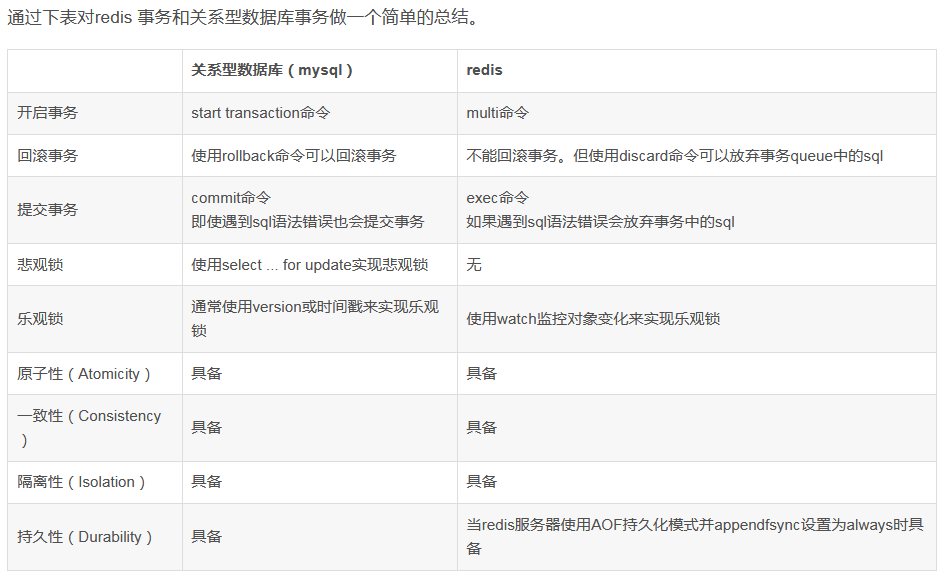 通过下表对redis 事务和关系型数据库事务做一个简单的总结。
关系型数据库（mysql） redis
开启事务 start transaction命令 multi命令
回滚事务 使用rollback命令可以回滚事务 不能回滚事务。但使用discard命令可以放弃事务queue中的sql
提交事务 commit命令 exec命令
即使遇到sql语法错误也会提交事务 如果遇到sql语法错误会放弃事务中的sql
悲观锁 使用select ... for update实现悲观锁 无
乐观锁 通常使用version或时间戳来实现乐观 使用watch监控对象变化来实现乐观锁
锁
原子性（Atomicity） 具备 具备
一致性（Consistency 具备 具备
）
隔离性（Isolation） 具备 具备
持久性（Durability） 具备 当redis服务器使用AOF持久化模式并appendfsync设置为always时具
备